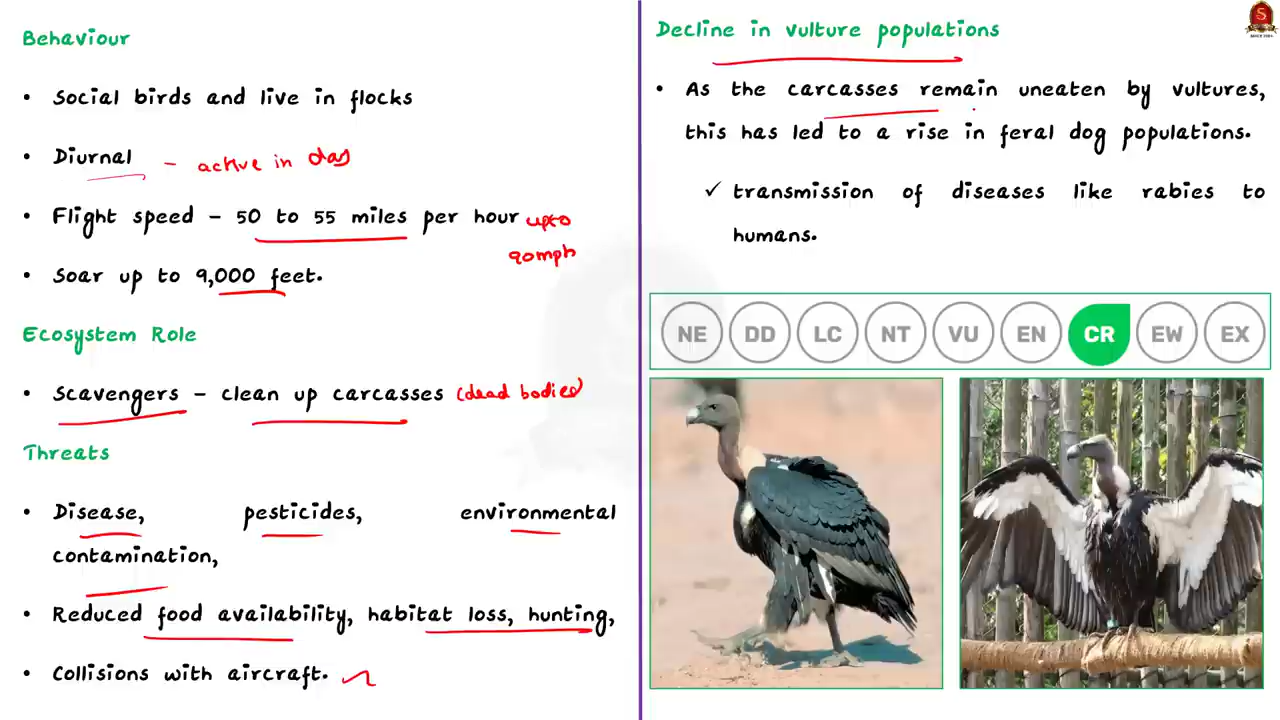 Behaviour
• Social birds and live in flocks
• Diurnal – active in day
• Flight speed – 50 to 55 miles per hour upto
90mph
• Soar up to 9,000 feet.
Ecosystem Role
• Scavengers – clean up carcasses (dead bodies)
Threats
• Disease, pesticides, environmental
contamination,
• Reduced food availability, habitat loss, hunting,
• Collisions with aircraft.
Decline in vulture populations
• As the carcasses remain uneaten by vultures,
this has led to a rise in feral dog populations.
✓ transmission of diseases like rabies to
humans.
NE DD LC NT VU EN CR EW EX
S
SINCE 2004